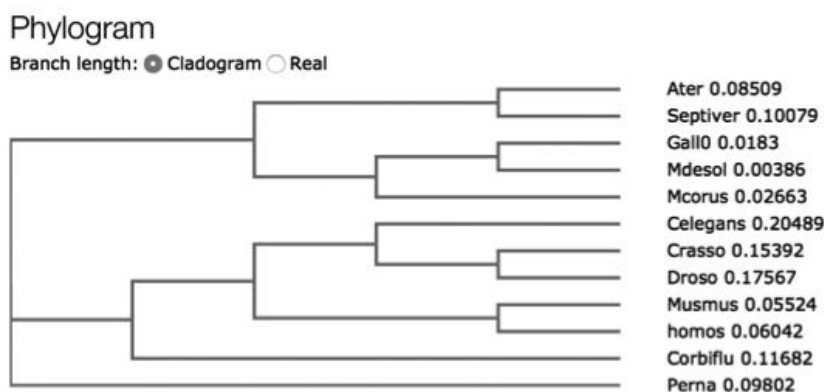 Phylogram
Branch length: Cladogram Real
Ater 0.08509
Septiver 0.10079
Gall0 0.0183
Mdesol 0.00386
Mcorus 0.02663
Celegans 0.20489
Crasso 0.15392
Droso 0.17567
Musmus 0.05524
homos 0.06042
Corbiflu 0.11682
Perna 0.09802